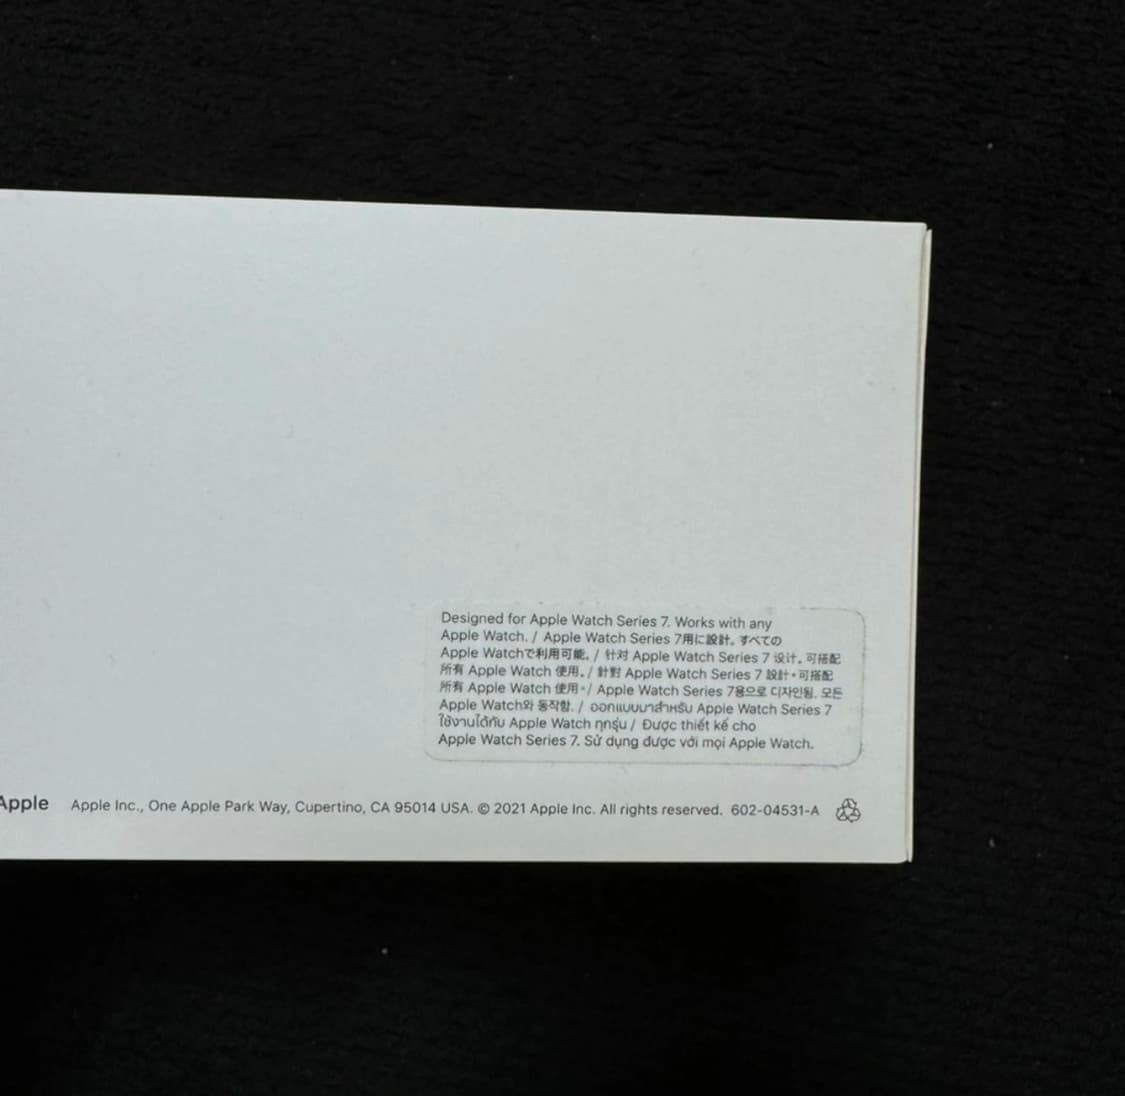 Designed for Apple Watch Series 7. Works with any
Apple Watch. / Apple Watch Series 7用に設計。すべての
Apple Watchで利用可能。/ 针对 Apple Watch Series 7 设计。可搭配
所有 Apple Watch 使用。/ 針對 Apple Watch Series 7 設計，可搭配
所有 Apple Watch 使用。/ Apple Watch Series 7용으로 디자인됨. 모든
Apple Watch와 동작함. / ออกแบบมาสำหรับ Apple Watch Series 7
ใช้งานได้กับ Apple Watch ทุกรุ่น / Được thiết kế cho
Apple Watch Series 7. Sử dụng được với mọi Apple Watch.
Apple Apple Inc., One Apple Park Way, Cupertino, CA 95014 USA. © 2021 Apple Inc. All rights reserved. 602-04531-A